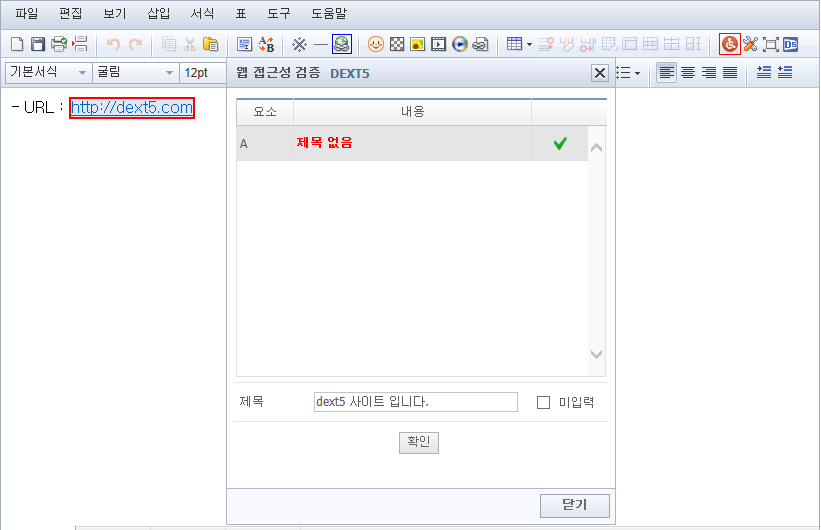 파일 편집 보기 삽입 서식 표 도구 도움말
기본서식 굴림 12pt
웹 접근성 검증 DEXT5
- URL : http://dext5.com
요소 내용
A 제목 없음
제목 dext5 사이트 입니다. 미입력
확인
닫기